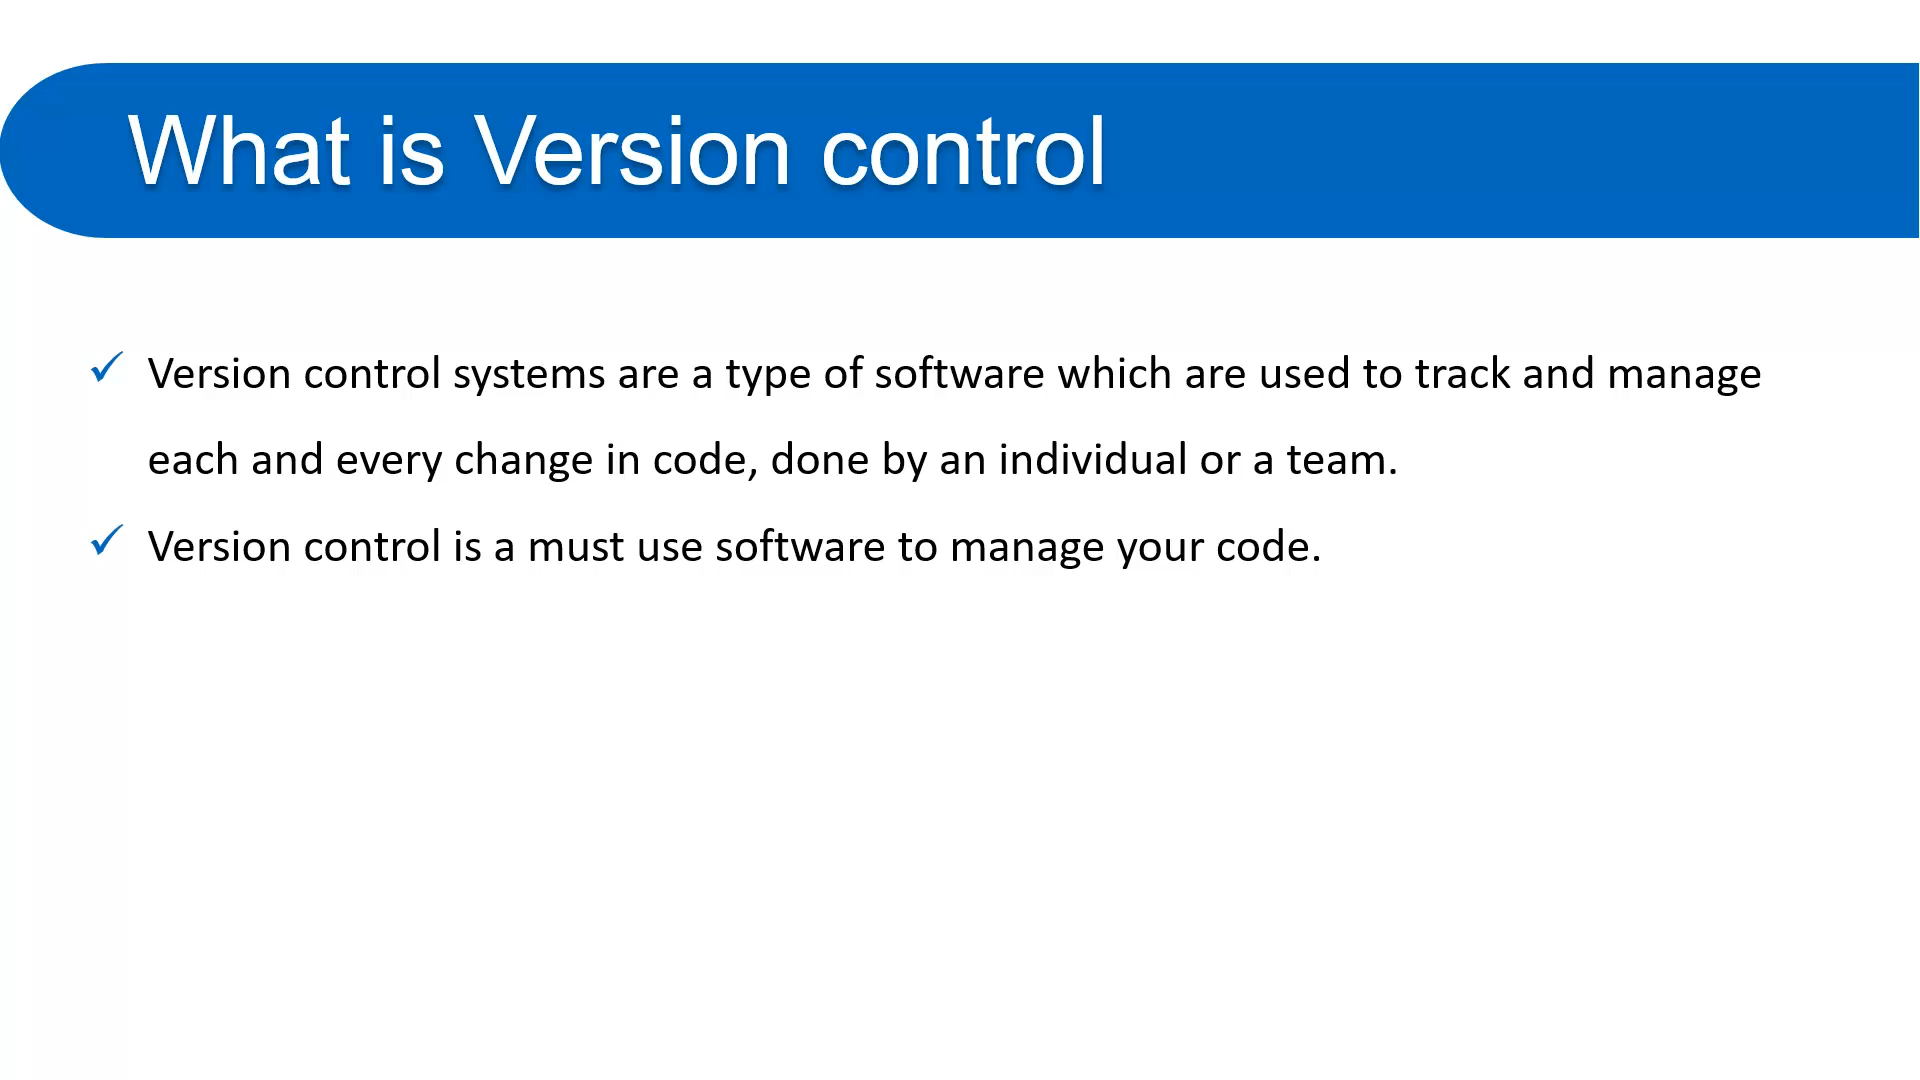 What is Version control
Version control systems are a type of software which are used to track and manage
each and every change in code, done by an individual or a team.
Version control is a must use software to manage your code.